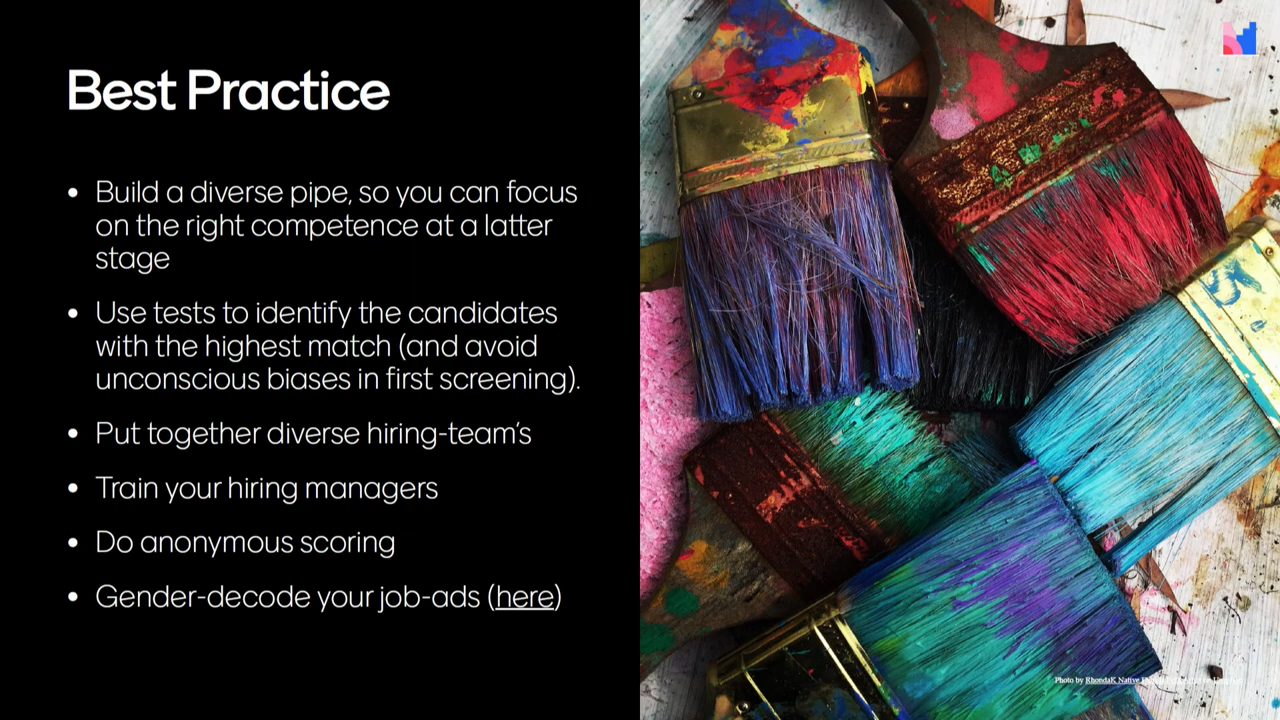 Best Practice
• Build a diverse pipe, so you can focus
on the right competence at a latter
stage
• Use tests to identify the candidates
with the highest match (and avoid
unconscious biases in first screening).
• Put together diverse hiring-team's
• Train your hiring managers
• Do anonymous scoring
• Gender-decode your job-ads (here)
Photo by RhondaK Native